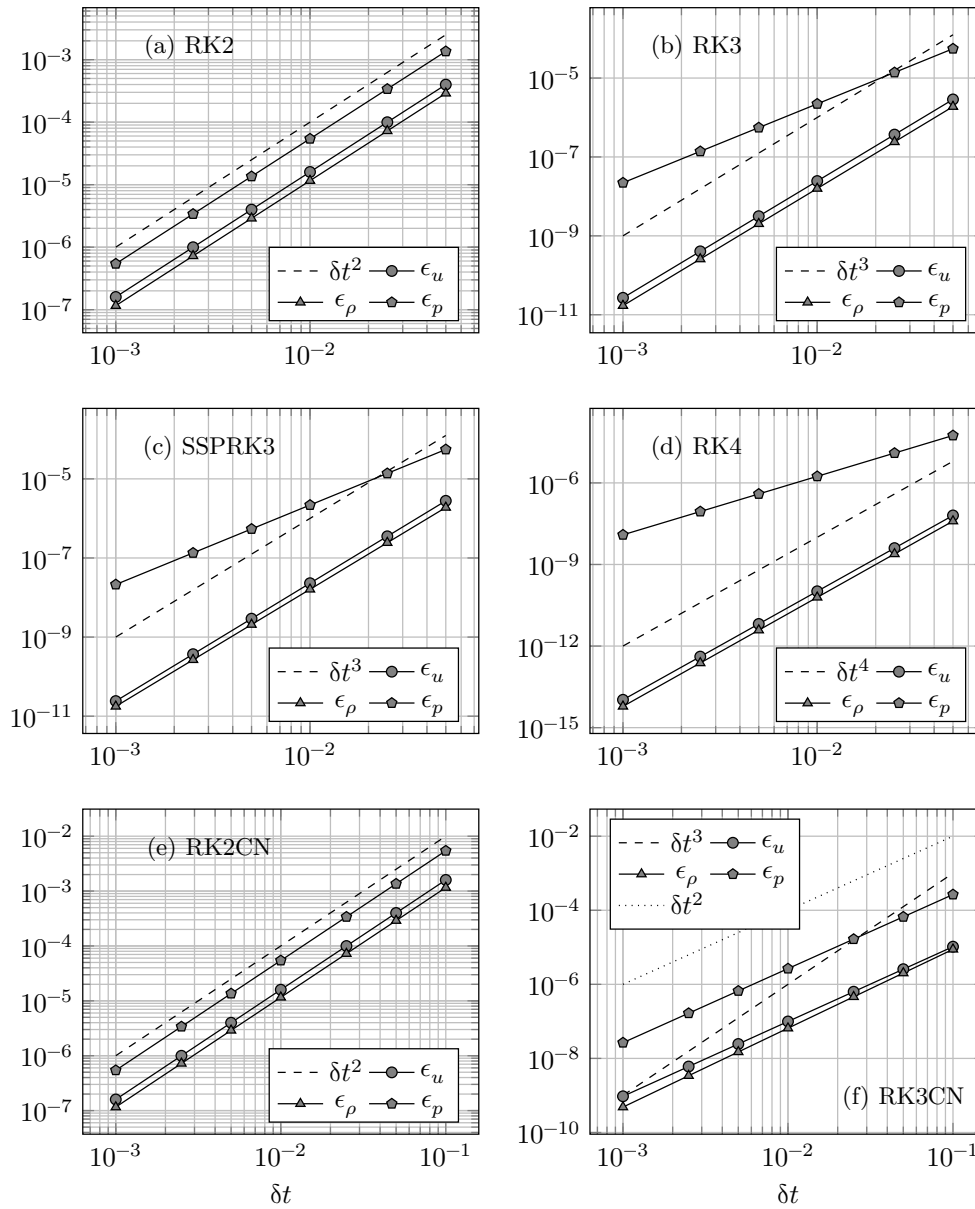 (a) RK2
10^{-3}
10^{-4}
10^{-5}
10^{-6}
10^{-7}
δt^2 ϵ_u
ϵ_ρ ϵ_p
10^{-3} 10^{-2}
(b) RK3
10^{-5}
10^{-7}
10^{-9}
10^{-11}
δt^3 ϵ_u
ϵ_ρ ϵ_p
10^{-3} 10^{-2}
(c) SSPRK3
10^{-5}
10^{-7}
10^{-9}
10^{-11}
δt^3 ϵ_u
ϵ_ρ ϵ_p
10^{-3} 10^{-2}
(d) RK4
10^{-6}
10^{-9}
10^{-12}
10^{-15}
δt^4 ϵ_u
ϵ_ρ ϵ_p
10^{-3} 10^{-2}
10^{-2}
(e) RK2CN
10^{-3}
10^{-4}
10^{-5}
10^{-6}
10^{-7}
δt^2 ϵ_u
ϵ_ρ ϵ_p
10^{-3} 10^{-2} 10^{-1}
δt
10^{-2}
10^{-4}
10^{-6}
10^{-8}
10^{-10}
δt^3 ϵ_u
ϵ_ρ ϵ_p
δt^2
(f) RK3CN
10^{-3} 10^{-2} 10^{-1}
δt